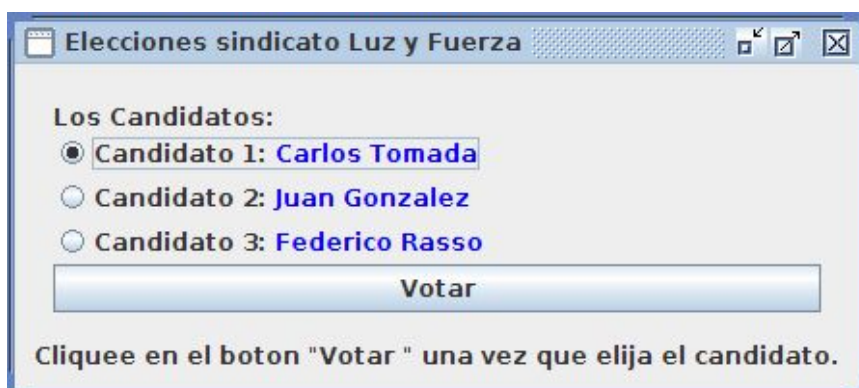 Elecciones sindicato Luz y Fuerza
Los Candidatos:
Candidato 1: Carlos Tomada
Candidato 2: Juan Gonzalez
Candidato 3: Federico Rasso
Votar
Cliquee en el boton "Votar " una vez que elija el candidato.